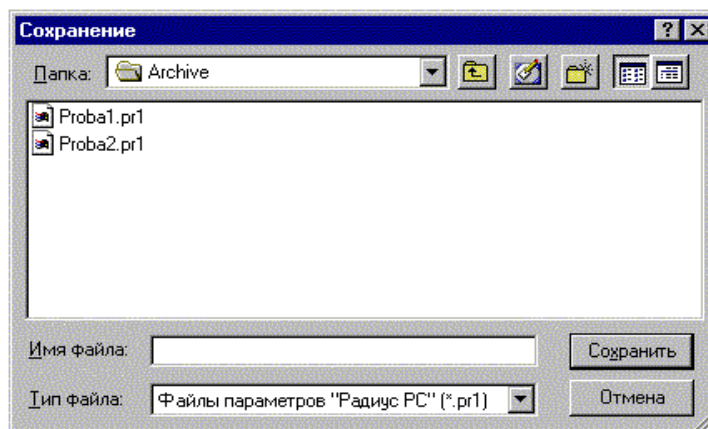 Сохранение
Папка: Archive
Proba1.pr1
Proba2.pr1
Имя файла: Сохранить
Тип файла: Файлы параметров "Радиус РС" (*.pr1) Отмена